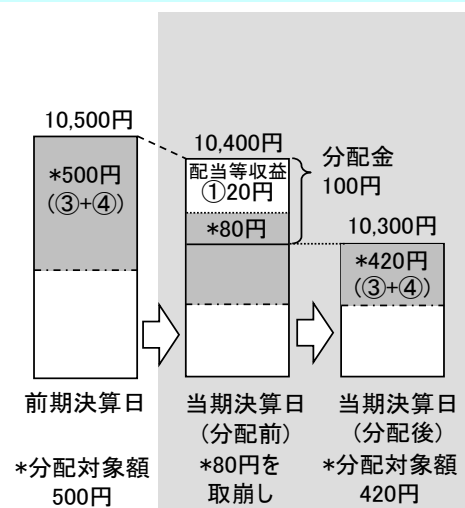 10,500円
*500円
(③+④)
前期決算日
*分配対象額
500円
10,400円
配当等収益
①20円
*80円
分配金
100円
当期決算日
(分配前)
*80円を
取崩し
10,300円
*420円
(③+④)
当期決算日
(分配後)
*分配対象額
420円